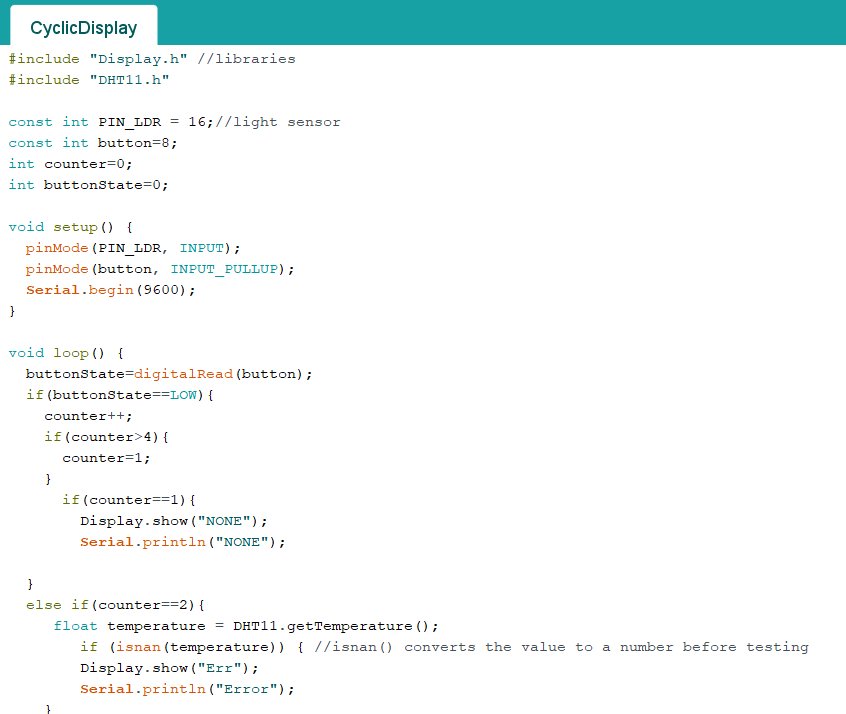 CyclicDisplay
#include "Display.h" //libraries
#include "DHT11.h"
const int PIN_LDR = 16;//light sensor
const int button=8;
int counter=0;
int buttonState=0;
void setup() {
pinMode(PIN_LDR, INPUT);
pinMode(button, INPUT_PULLUP);
Serial.begin(9600);
}
void loop() {
buttonState=digitalRead(button);
if(buttonState==LOW){
counter++;
if(counter>4){
counter=1;
}
if(counter==1){
Display.show("NONE");
Serial.println("NONE");
}
else if(counter==2){
float temperature = DHT11.getTemperature();
if (isnan(temperature)) { //isnan() converts the value to a number before testing
Display.show("Err");
Serial.println("Error");
}